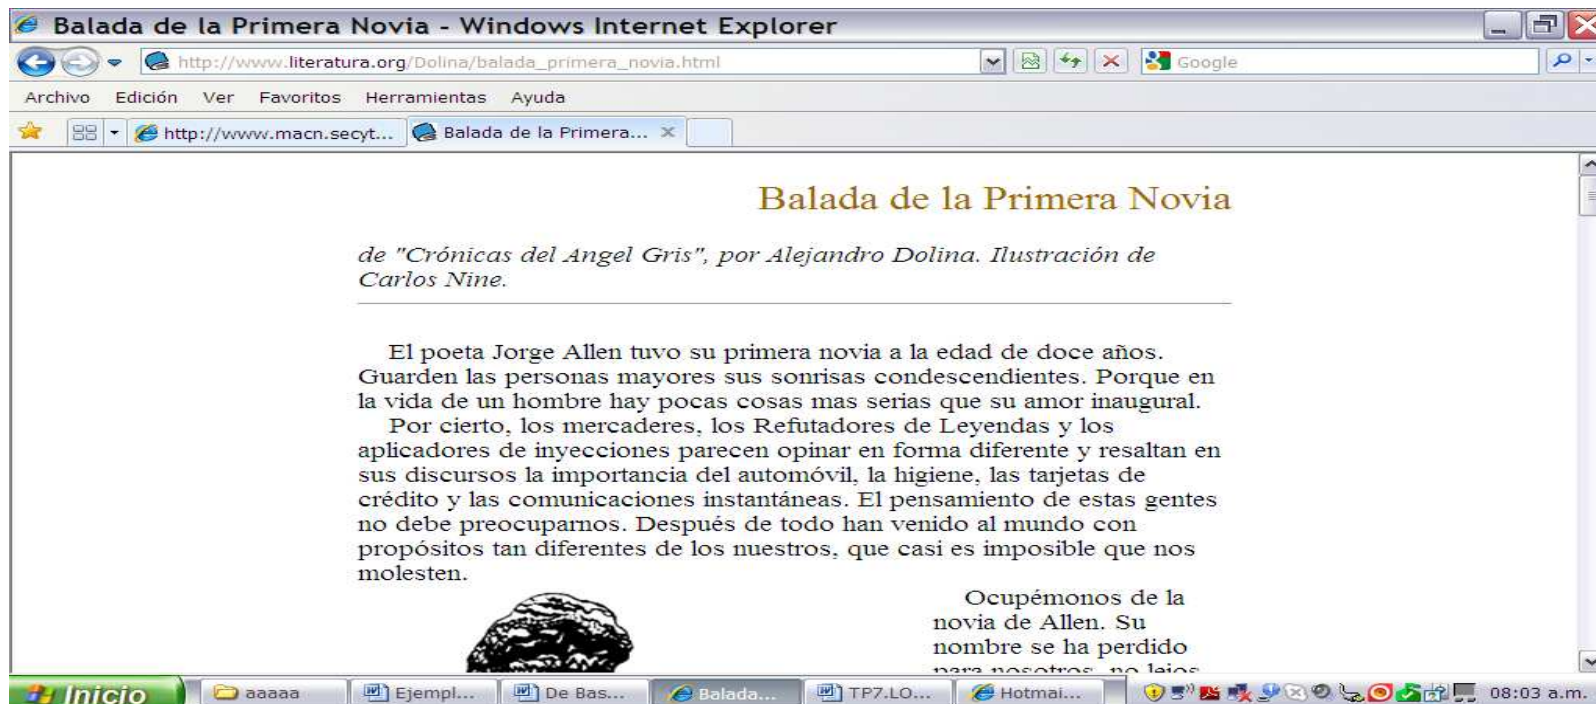 Balada de la Primera Novia - Windows Internet Explorer
http://www.literatura.org/Dolina/balada_primera_novia.html
Google
Archivo Edición Ver Favoritos Herramientas Ayuda
http://www.macn.secyt...
Balada de la Primera...
Balada de la Primera Novia
de "Crónicas del Angel Gris", por Alejandro Dolina. Ilustración de
Carlos Nine.
El poeta Jorge Allen tuvo su primera novia a la edad de doce años.
Guarden las personas mayores sus sonrisas condescendientes. Porque en
la vida de un hombre hay pocas cosas mas serias que su amor inaugural.
Por cierto, los mercaderes, los Refutadores de Leyendas y los
aplicadores de inyecciones parecen opinar en forma diferente y resaltan en
sus discursos la importancia del automóvil, la higiene, las tarjetas de
crédito y las comunicaciones instantáneas. El pensamiento de estas gentes
no debe preocuparnos. Después de todo han venido al mundo con
propósitos tan diferentes de los nuestros, que casi es imposible que nos
molesten.
Ocupémonos de la
novia de Allen. Su
nombre se ha perdido
para nosotros, no lejos
Inicio
aaaaa
Ejempl...
De Bas...
Balada...
TP7.LO...
Hotmai...
08:03 a.m.